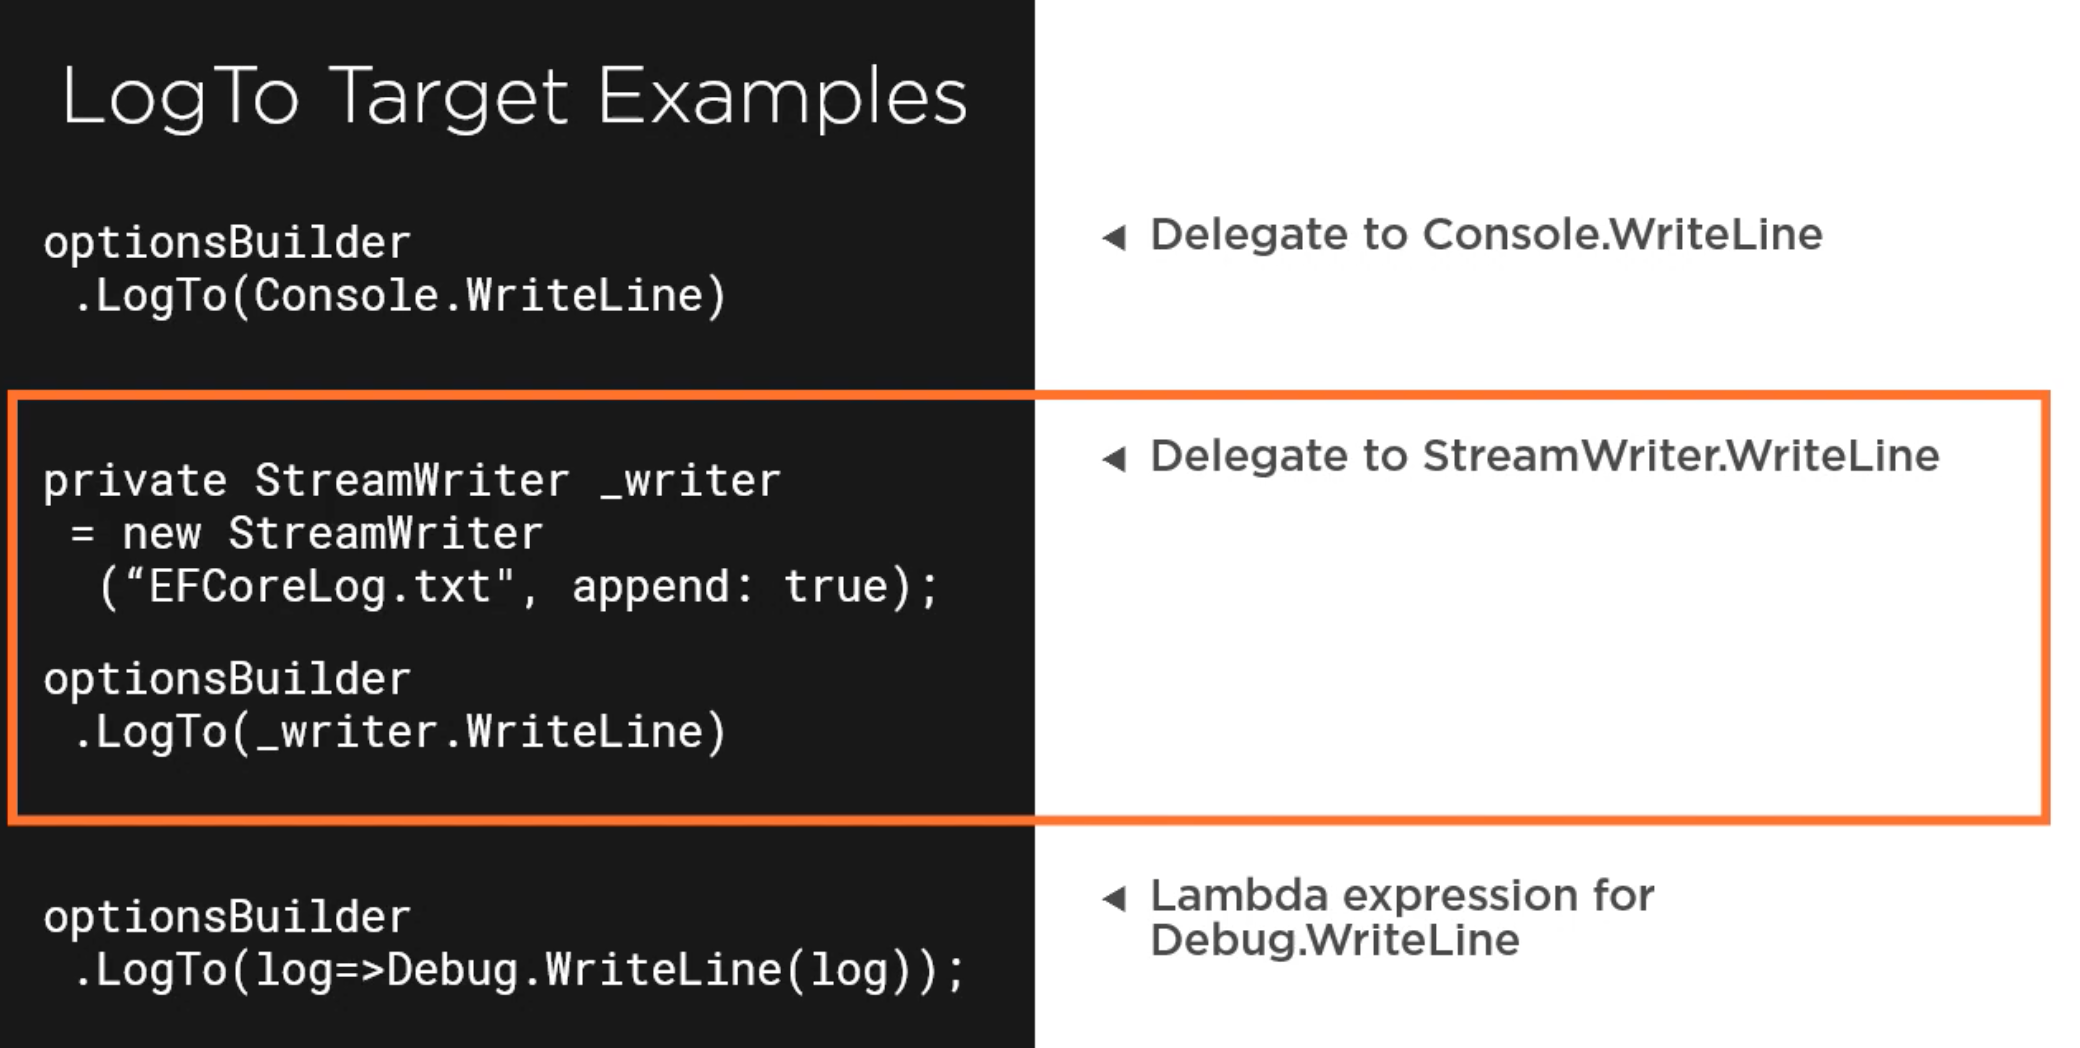 LogTo Target Examples
optionsBuilder
.LogTo(Console.WriteLine)
◄ Delegate to Console.WriteLine
private StreamWriter _writer
= new StreamWriter
(“EFCoreLog.txt", append: true);
optionsBuilder
.LogTo(_writer.WriteLine)
◄ Delegate to StreamWriter.WriteLine
optionsBuilder
.LogTo(log=>Debug.WriteLine(log));
◄ Lambda expression for
Debug.WriteLine